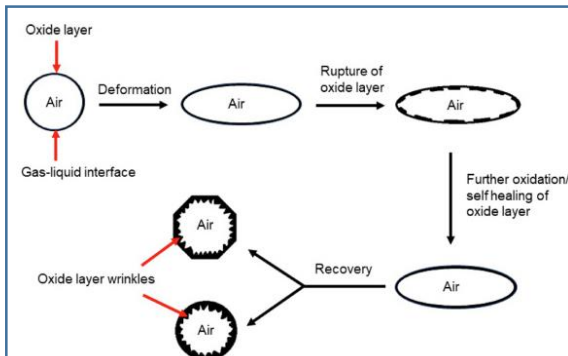 Oxide layer
Air
Gas-liquid interface
Deformation
Air
Rupture of
oxide layer
Air
Further oxidation/
self healing of
oxide layer
Air
Recovery
Air
Oxide layer wrinkles
Air